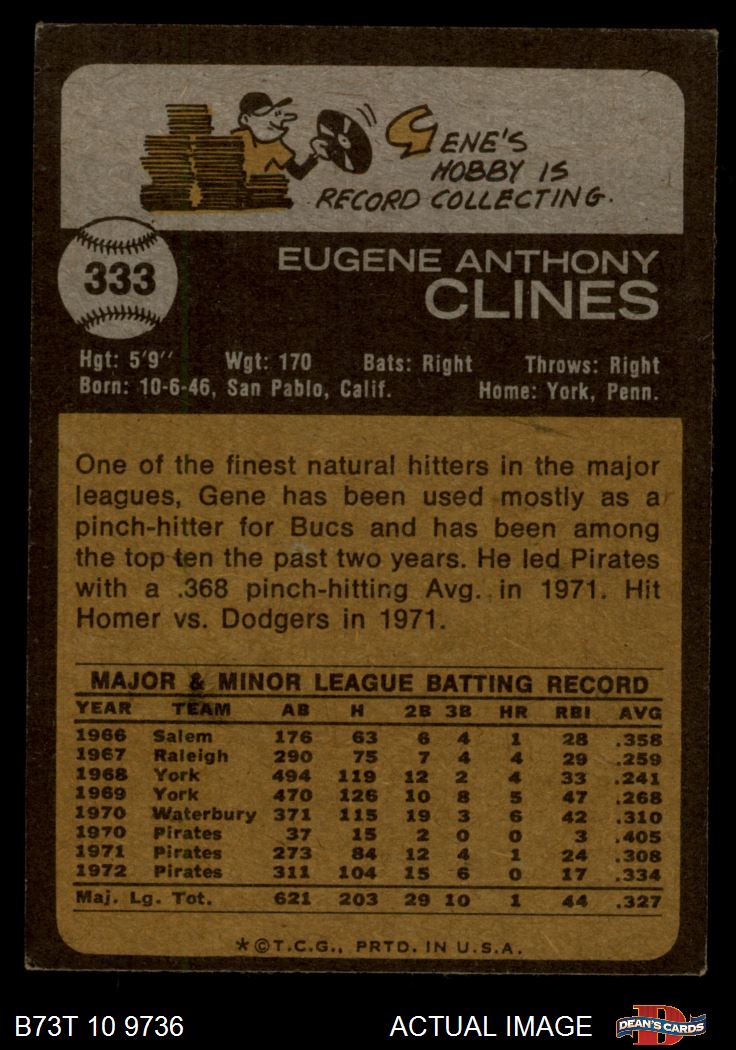 GENE'S
HOBBY IS
RECORD COLLECTING.
333
EUGENE ANTHONY
CLINES
Hgt: 5'9" Wgt: 170 Bats: Right Throws: Right
Born: 10-6-46, San Pablo, Calif. Home: York, Penn.
One of the finest natural hitters in the major
leagues, Gene has been used mostly as a
pinch-hitter for Bucs and has been among
the top ten the past two years. He led Pirates
with a .368 pinch-hitting Avg. in 1971. Hit
Homer vs. Dodgers in 1971.
MAJOR & MINOR LEAGUE BATTING RECORD
YEAR TEAM AB H 2B 3B HR RBI AVG
1966 Salem 176 63 6 4 1 28 .358
1967 Raleigh 290 75 7 4 4 29 .259
1968 York 494 119 12 2 4 33 .241
1969 York 470 126 10 8 5 47 .268
1970 Waterbury 371 115 19 3 6 42 .310
1970 Pirates 37 15 2 0 0 3 .405
1971 Pirates 273 84 12 4 1 24 .308
1972 Pirates 311 104 15 6 0 17 .334
Maj. Lg. Tot. 621 203 29 10 1 44 .327
*©T.C.G., PRTD. IN U.S.A.
B73T 10 9736 ACTUAL IMAGE
D
DEAN'S CARDS